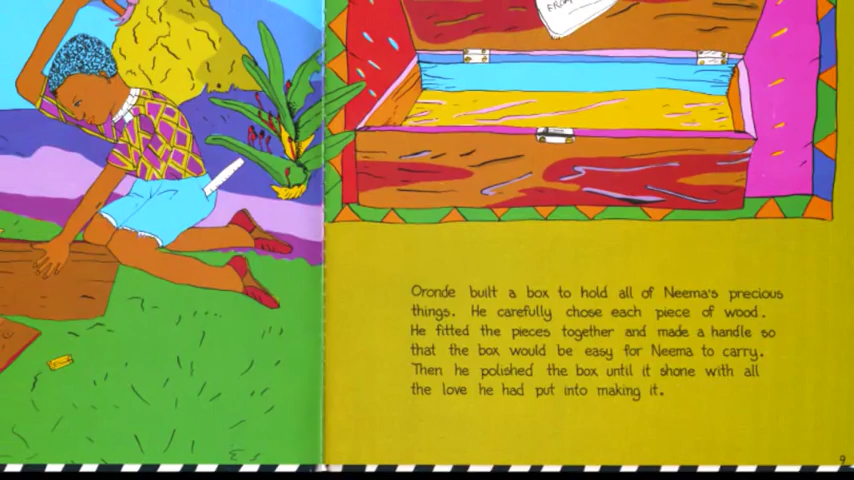 FROM
Oronde built a box to hold all of Neema's precious
things. He carefully chose each piece of wood.
He fitted the pieces together and made a handle so
that the box would be easy for Neema to carry.
Then he polished the box until it shone with all
the love he had put into making it.
9